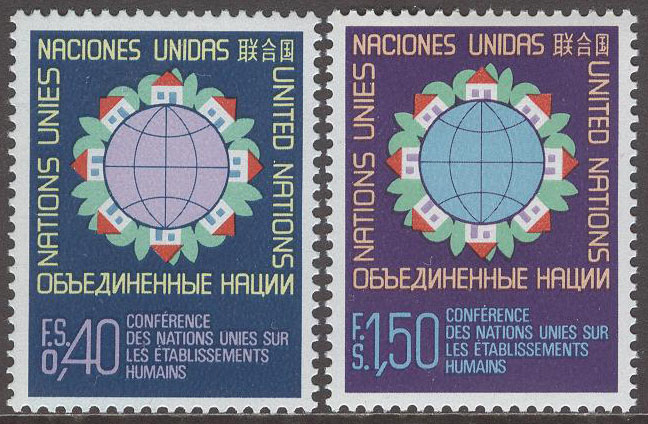 NACIONES UNIDAS 联合国
NATIONS UNIES
UNITED NATIONS
ОБЪЕДИНЕННЫЕ НАЦИИ
F.S.
0,40
CONFÉRENCE
DES NATIONS UNIES SUR
LES ÉTABLISSEMENTS
HUMAINS
NACIONES UNIDAS 联合国
NATIONS UNIES
UNITED NATIONS
ОБЪЕДИНЕННЫЕ НАЦИИ
F.S. 1,50
CONFÉRENCE
DES NATIONS UNIES SUR
LES ÉTABLISSEMENTS
HUMAINS